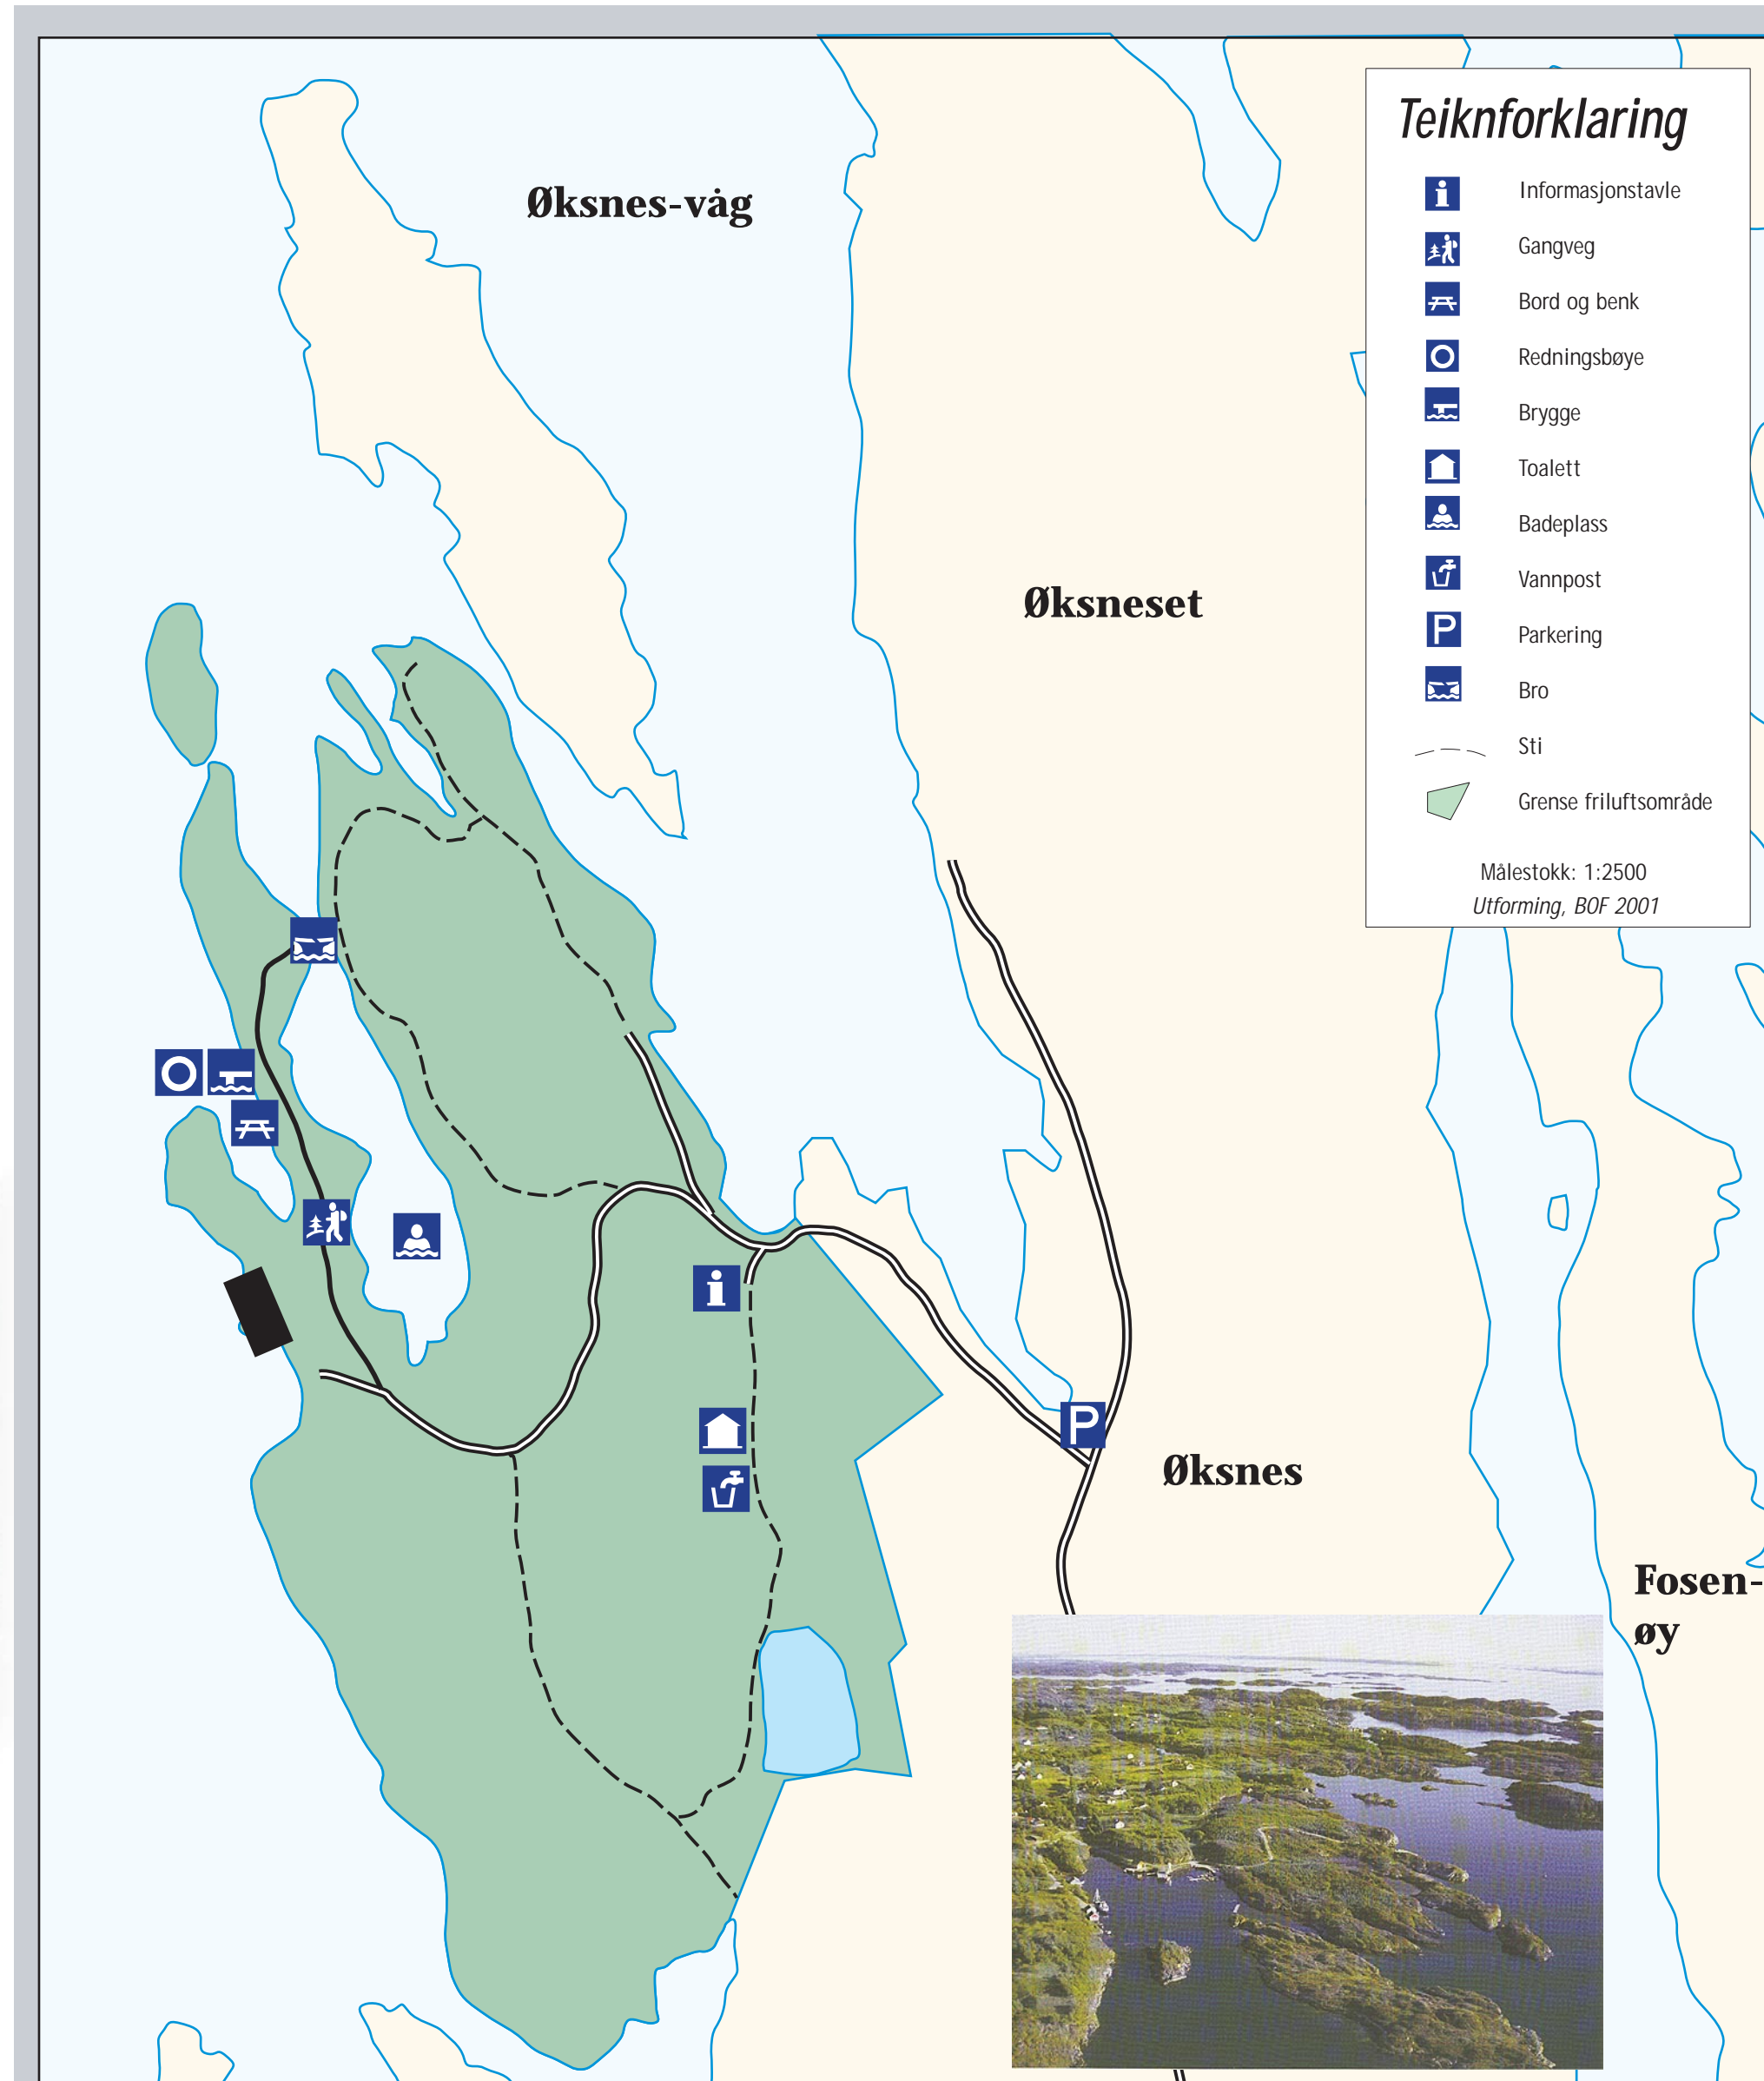 Øksnes-våg
Teiknforklaring
Informasjonstavle
Gangveg
Bord og benk
Redningsbøye
Brygge
Toalett
Badeplass
Vannpost
P Parkering
Bro
Sti
Grense friluftsområde
Målestokk: 1:2500
Utforming, BOF 2001
Øksneset
P
Øksnes
Fosen-
øy